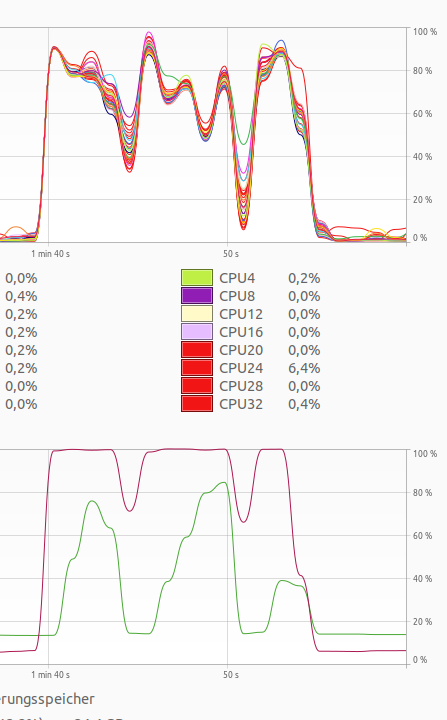 100 %
80 %
60 %
40 %
20 %
0 %
1 min 40 s 50 s
0,0% CPU4 0,2%
0,4% CPU8 0,0%
0,2% CPU12 0,0%
0,2% CPU16 0,0%
0,2% CPU20 0,0%
0,2% CPU24 6,4%
0,0% CPU28 0,0%
0,0% CPU32 0,4%
100 %
80 %
60 %
40 %
20 %
0 %
1 min 40 s 50 s
erungsspeicher